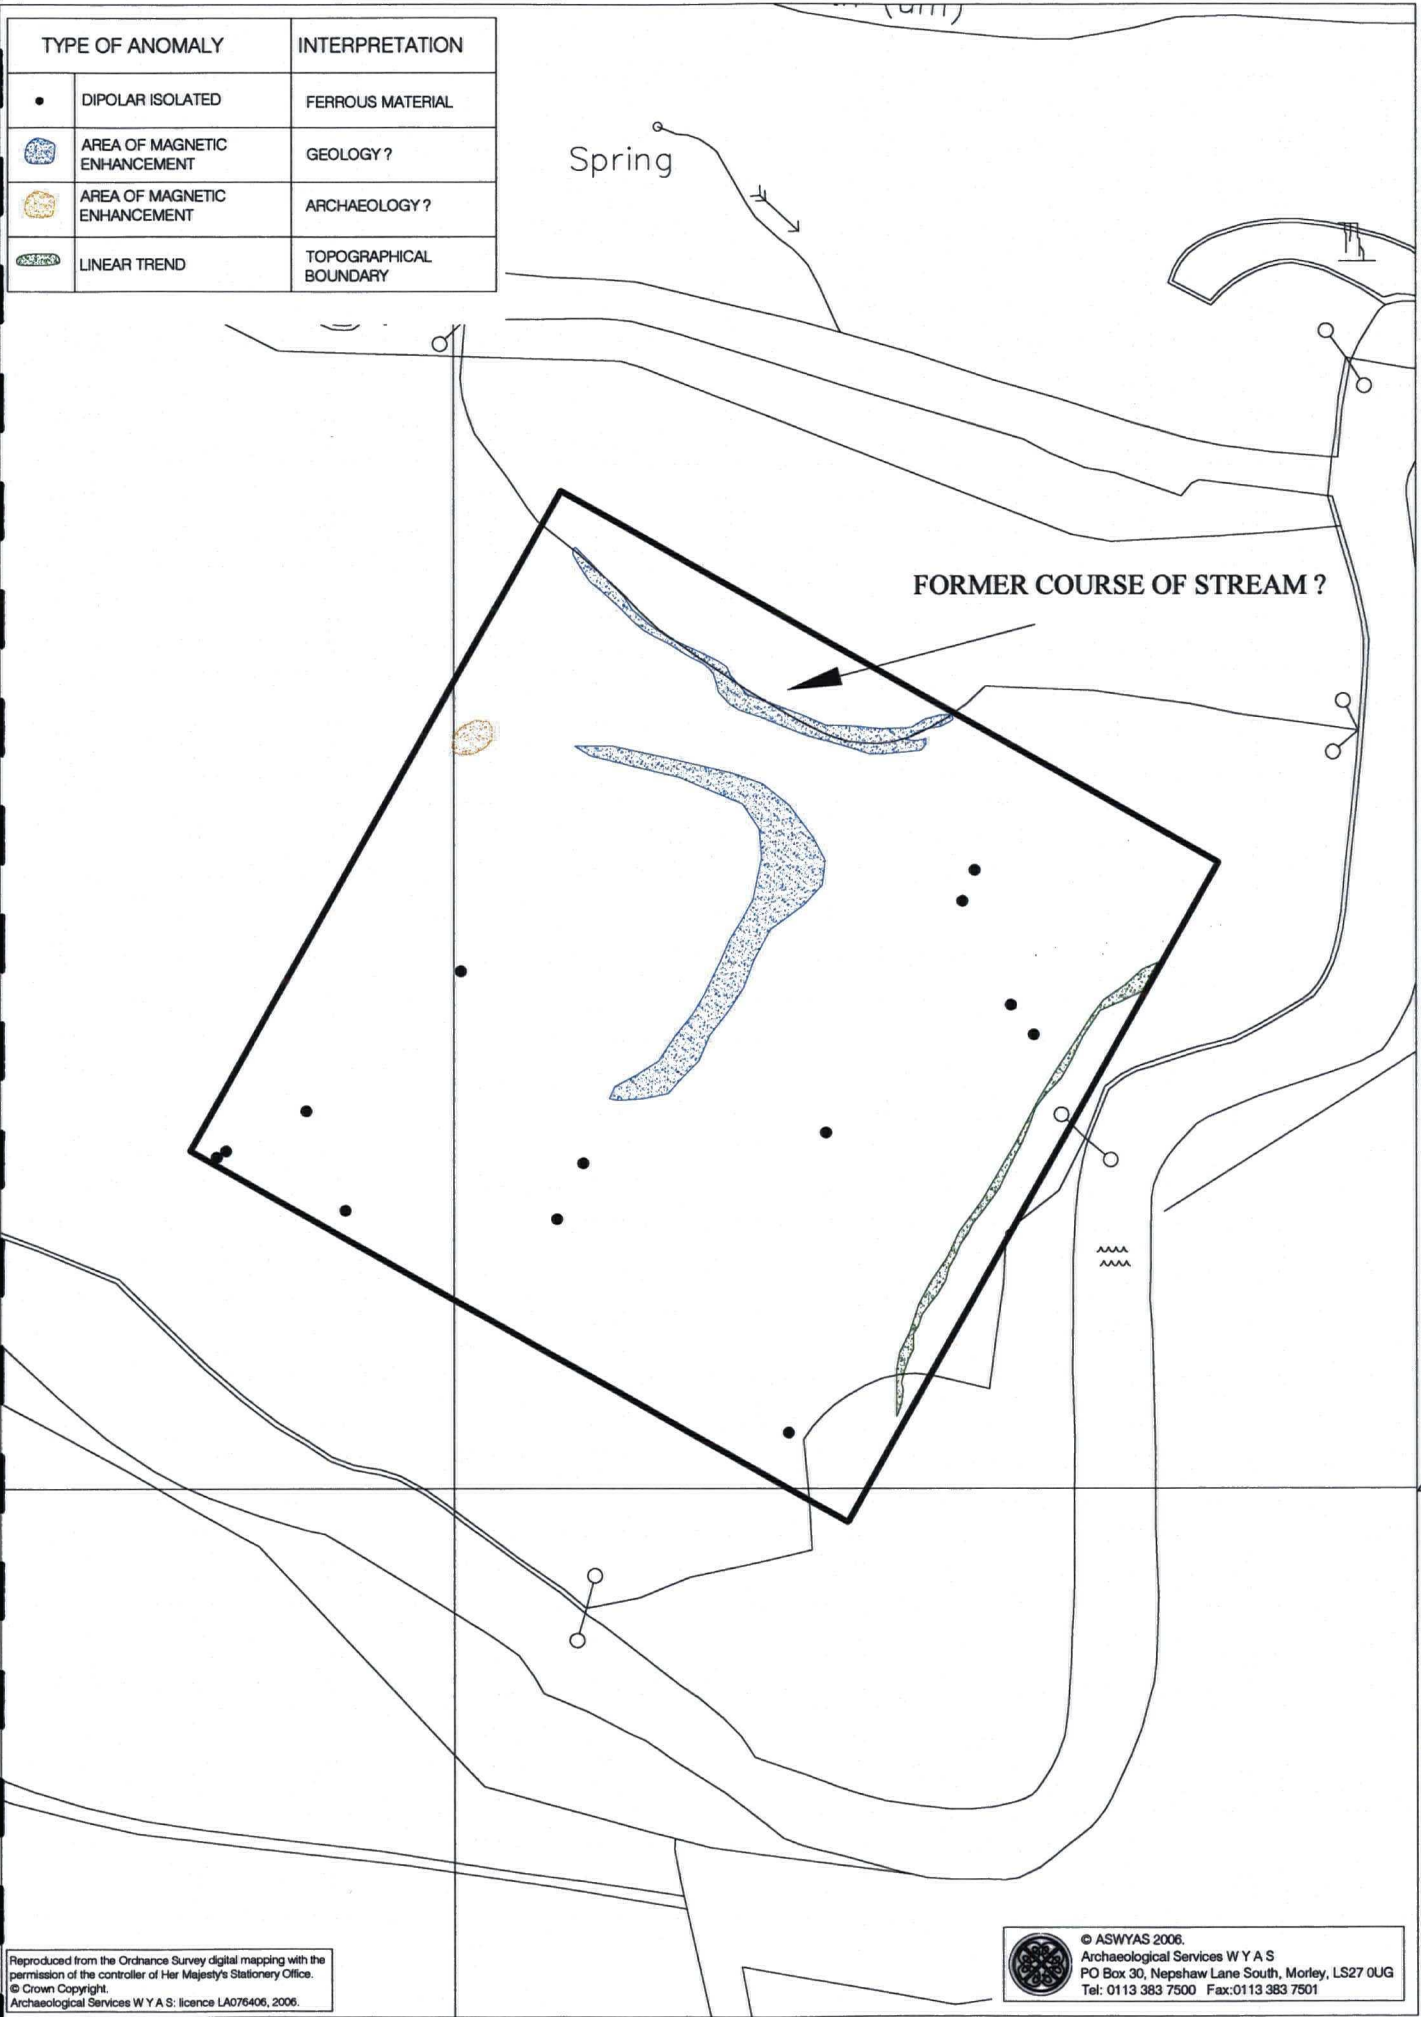 TYPE OF ANOMALY INTERPRETATION
DIPOLAR ISOLATED FERROUS MATERIAL
AREA OF MAGNETIC
ENHANCEMENT
GEOLOGY ?
AREA OF MAGNETIC
ENHANCEMENT
ARCHAEOLOGY ?
LINEAR TREND
TOPOGRAPHICAL
BOUNDARY
Spring
FORMER COURSE OF STREAM ?
Reproduced from the Ordnance Survey digital mapping with the
permission of the controller of Her Majesty's Stationery Office.
© Crown Copyright.
Archaeological Services W Y A S: licence LA076406, 2006.
© ASWYAS 2006.
Archaeological Services W Y A S
PO Box 30, Nepshaw Lane South, Morley, LS27 0UG
Tel: 0113 383 7500 Fax:0113 383 7501